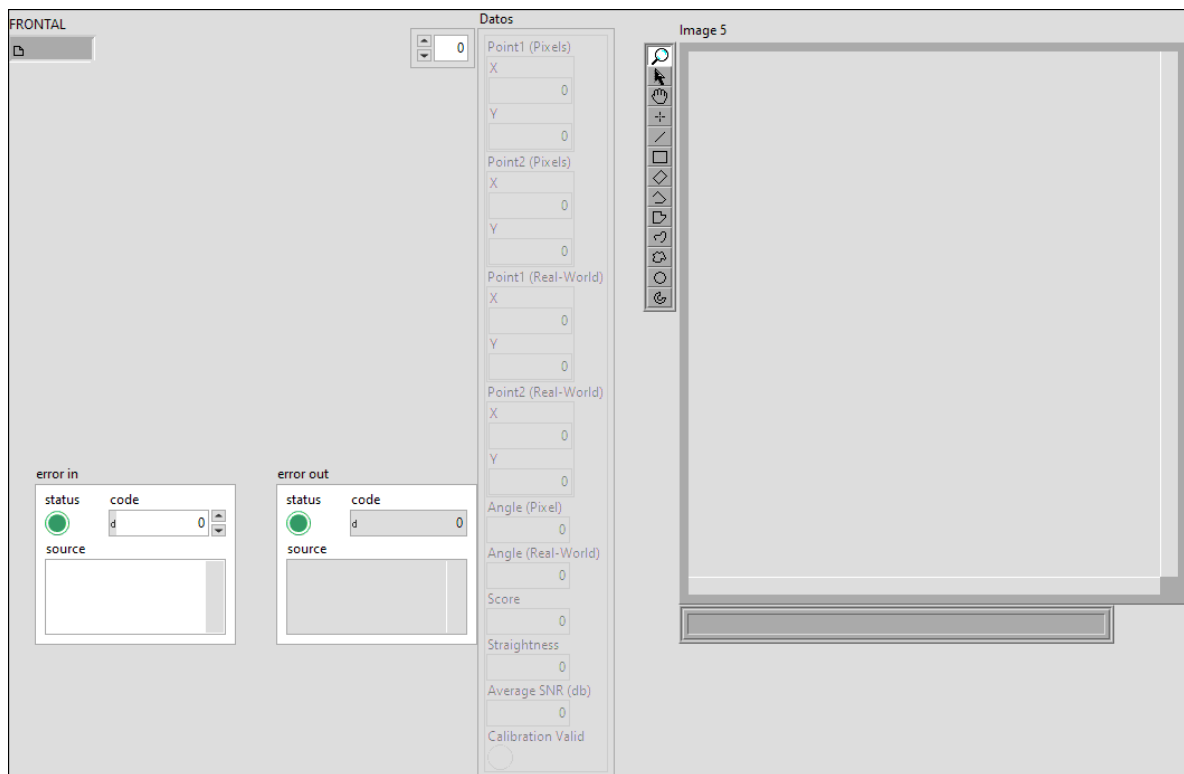 FRONTAL
Datos
0
Point1 (Pixels)
X
0
Y
0
Point2 (Pixels)
X
0
Y
0
Point1 (Real-World)
X
0
Y
0
Point2 (Real-World)
X
0
Y
0
Angle (Pixel)
0
Angle (Real-World)
0
Score
0
Straightness
0
Average SNR (db)
0
Calibration Valid
Image 5
error in
status code
d 0
source
error out
status code
d 0
source